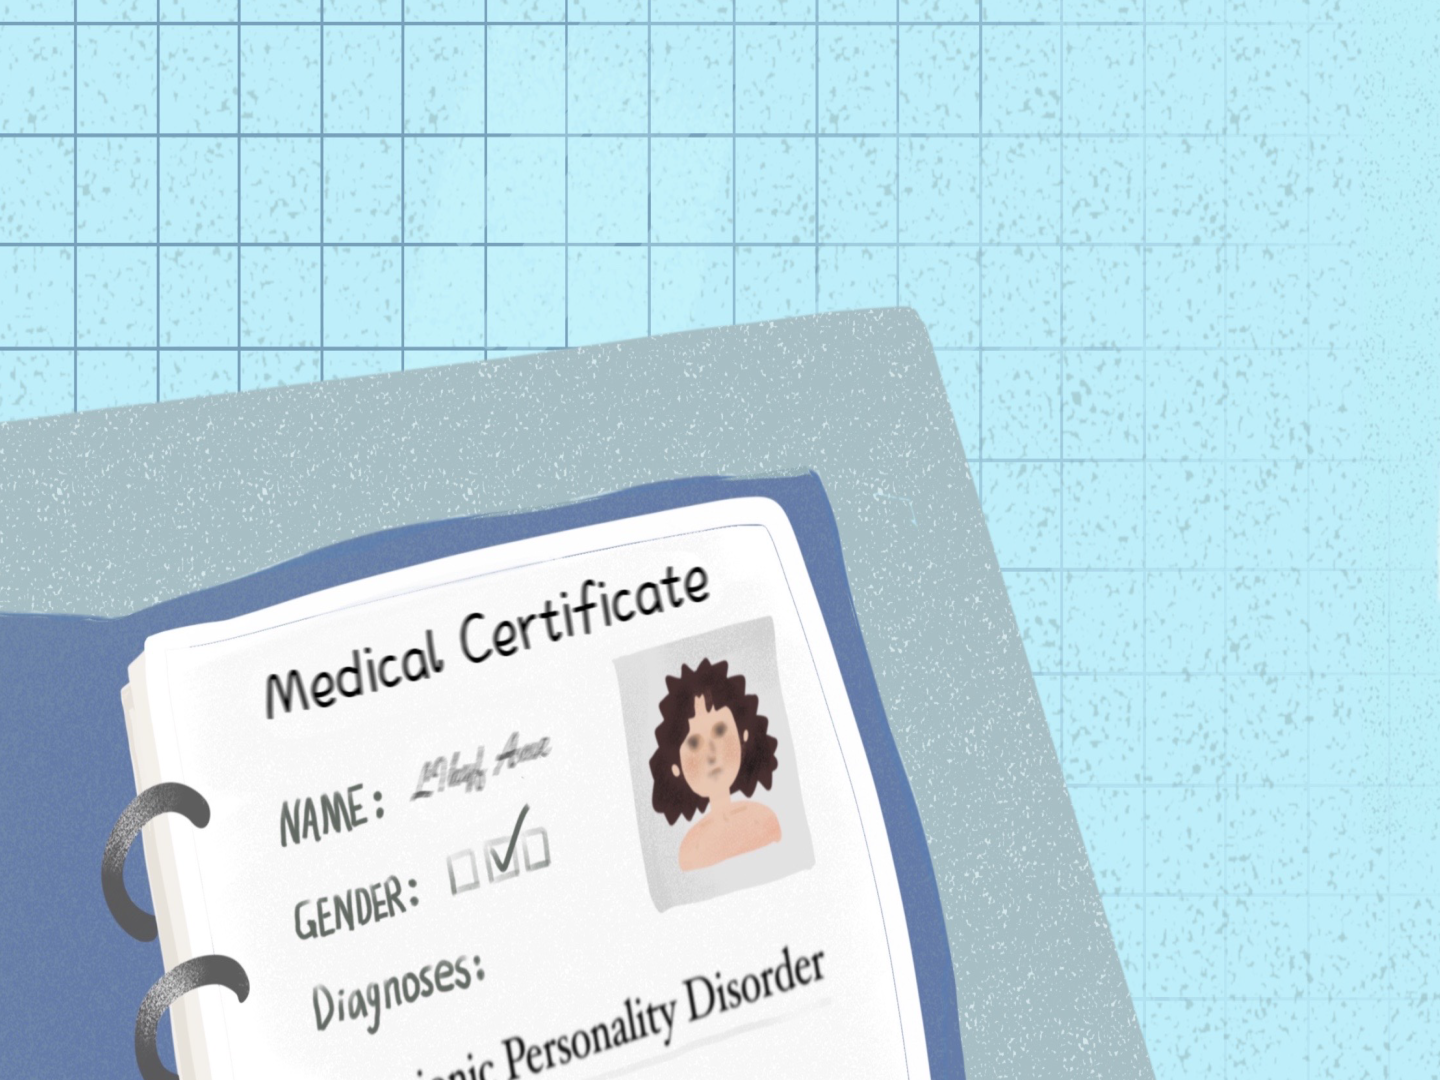 Medical Certificate
NAME:
GENDER:
Diagnoses:
Personality Disorder